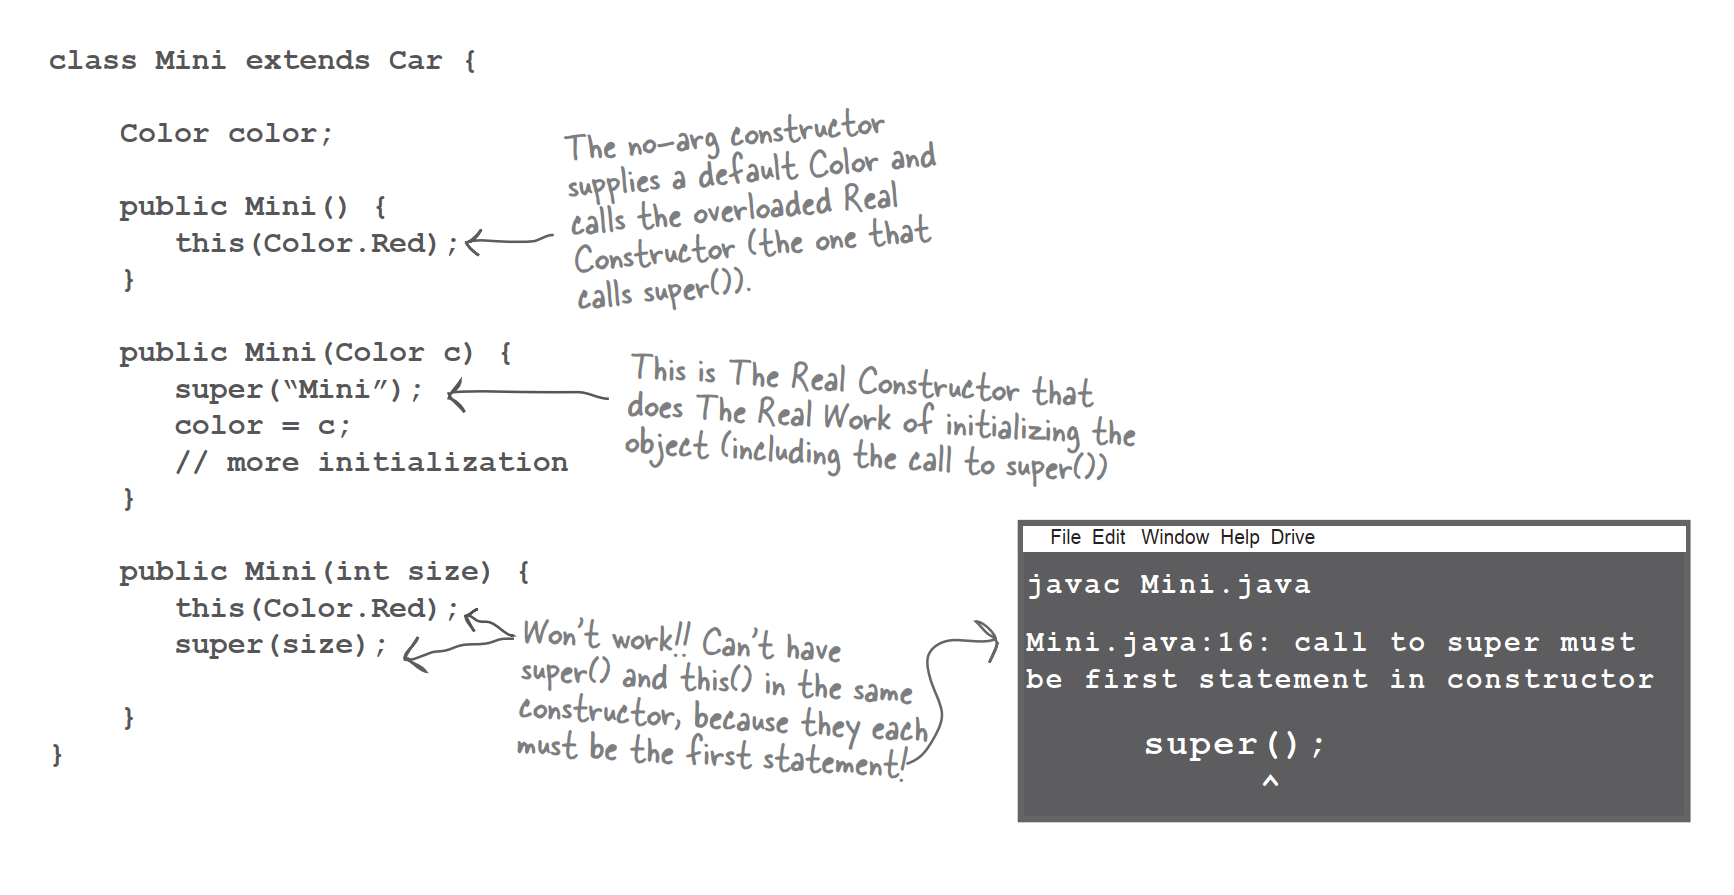 class Mini extends Car {
Color color;
public Mini() {
this(Color.Red);
}
The no-arg constructor
supplies a default Color and
calls the overloaded Real
Constructor (the one that
calls super()).
public Mini(Color c) {
super(“Mini”);
color = c;
// more initialization
}
This is The Real Constructor that
does The Real Work of initializing the
object (including the call to super())
public Mini(int size) {
this(Color.Red);
super(size);
}
}
Won't work!! Can't have
super() and this() in the same
constructor, because they each
must be the first statement!
File Edit Window Help Drive
javac Mini.java
Mini.java:16: call to super must
be first statement in constructor
super();
^